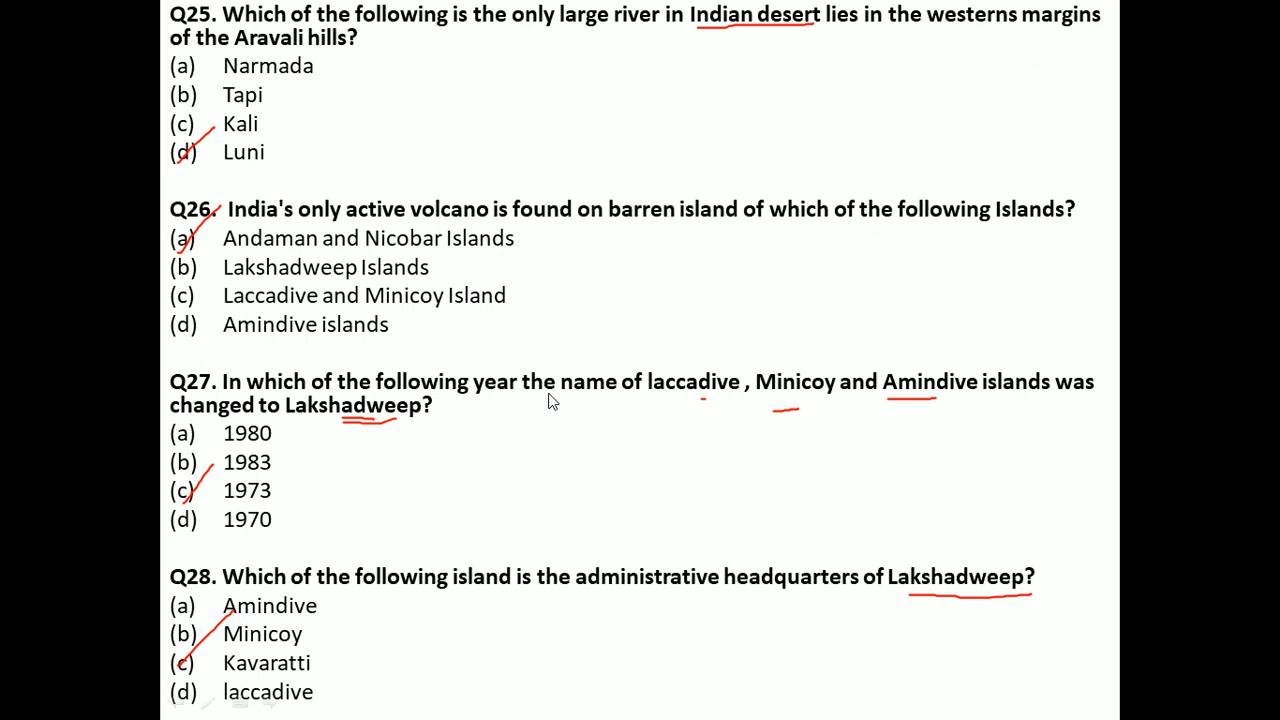 Q25. Which of the following is the only large river in Indian desert lies in the westerns margins
of the Aravali hills?
(a) Narmada
(b) Tapi
(c) Kali
(d) Luni
Q26. India's only active volcano is found on barren island of which of the following Islands?
(a) Andaman and Nicobar Islands
(b) Lakshadweep Islands
(c) Laccadive and Minicoy Island
(d) Amindive islands
Q27. In which of the following year the name of laccadive , Minicoy and Amindive islands was
changed to Lakshadweep?
(a) 1980
(b) 1983
(c) 1973
(d) 1970
Q28. Which of the following island is the administrative headquarters of Lakshadweep?
(a) Amindive
(b) Minicoy
(c) Kavaratti
(d) laccadive